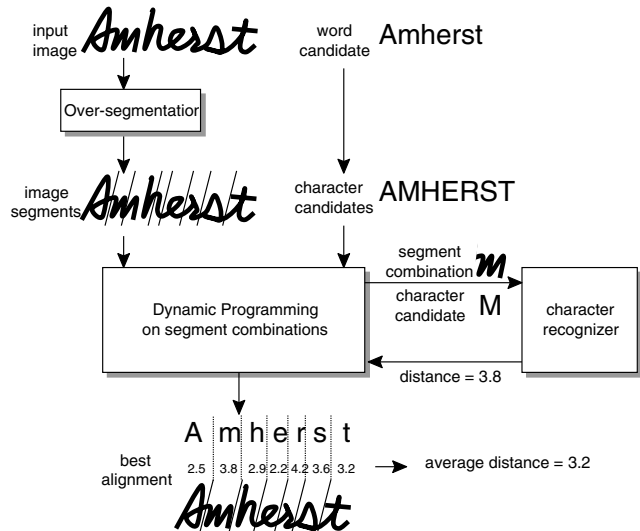 input image Amherst
word candidate Amherst
Over-segmentatior
image segments Amherst
character candidates AMHERST
segment combination m
character candidate M
Dynamic Programming on segment combinations
character recognizer
distance = 3.8
A m h e r s t
best alignment 2.5 3.8 2.9 2.2 4.2 3.6 3.2
average distance = 3.2
Amherst